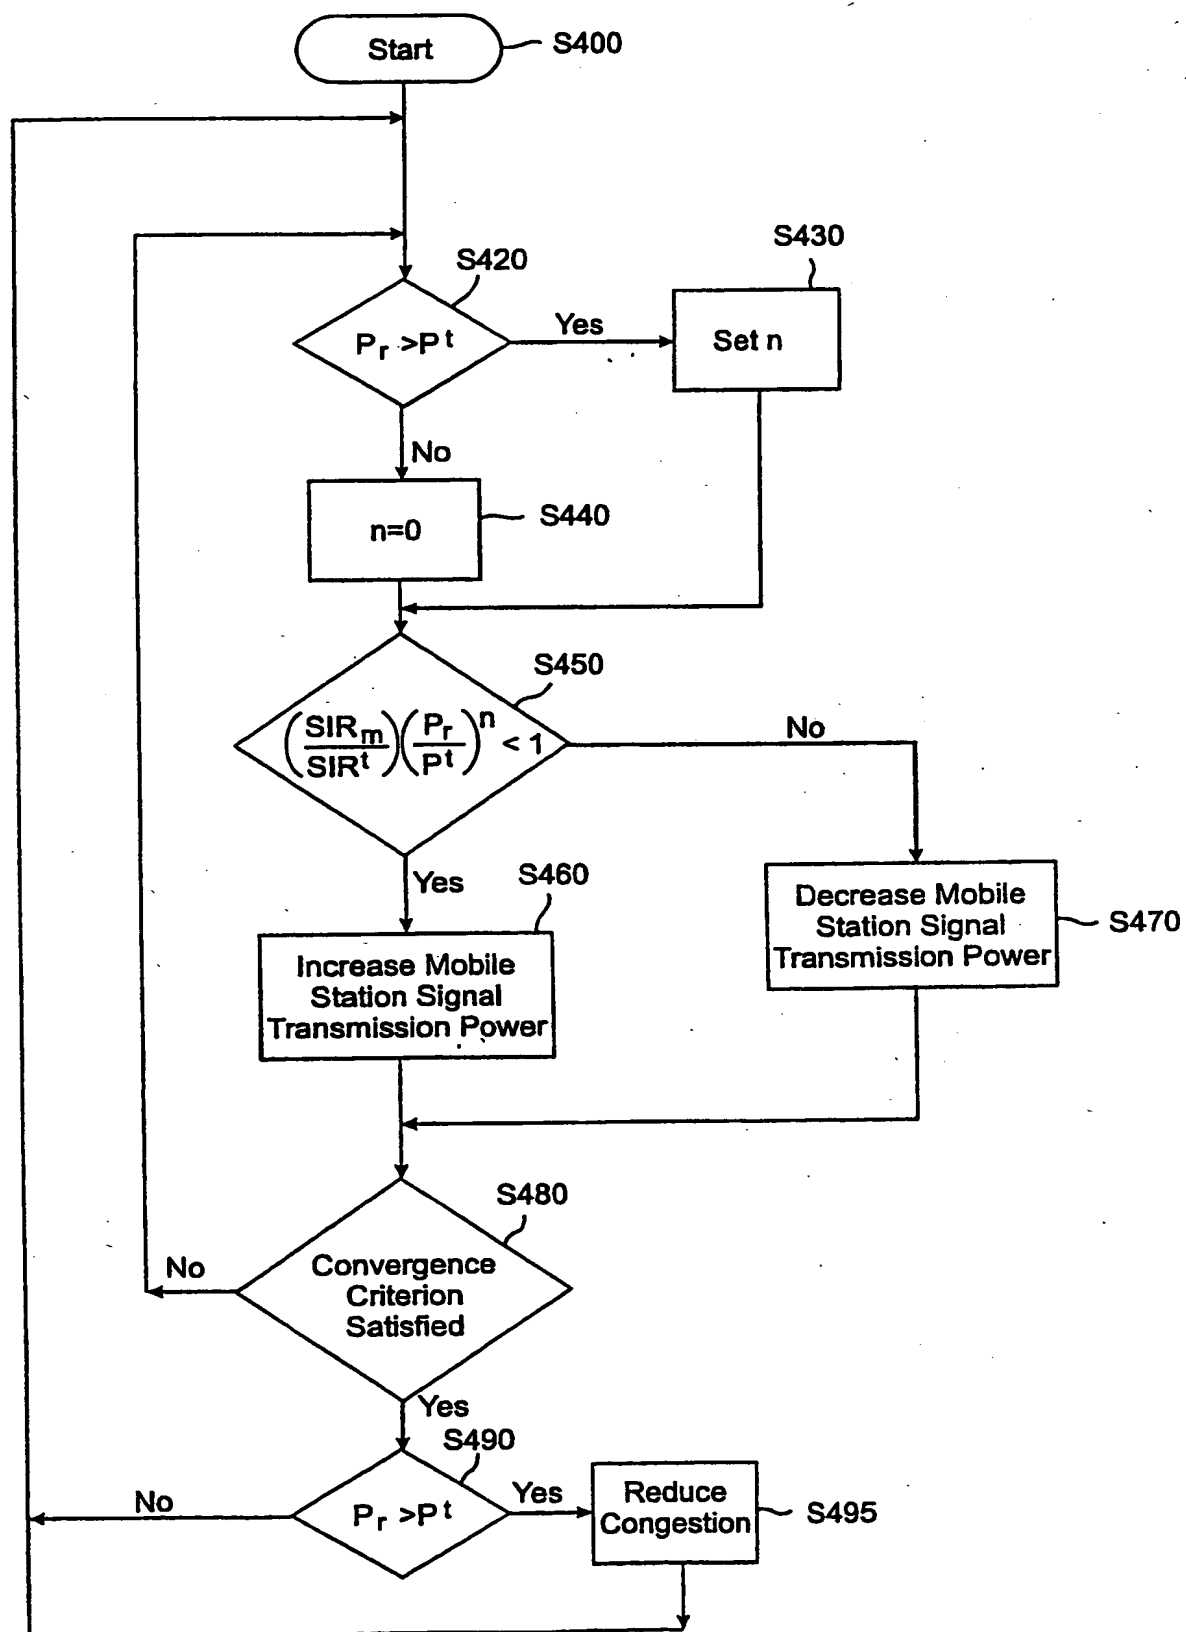 Start
S400
S420
S430
Pr >Pt
Yes
Set n
No
n=0
S440
S450
(SIRm/SIRt)(Pr/Pt)n < 1
No
Yes
S460
Decrease Mobile
Station Signal
Transmission Power
S470
Increase Mobile
Station Signal
Transmission Power
S480
Convergence
Criterion
Satisfied
No
Yes
S490
Pr >Pt
No
Yes
Reduce
Congestion
S495